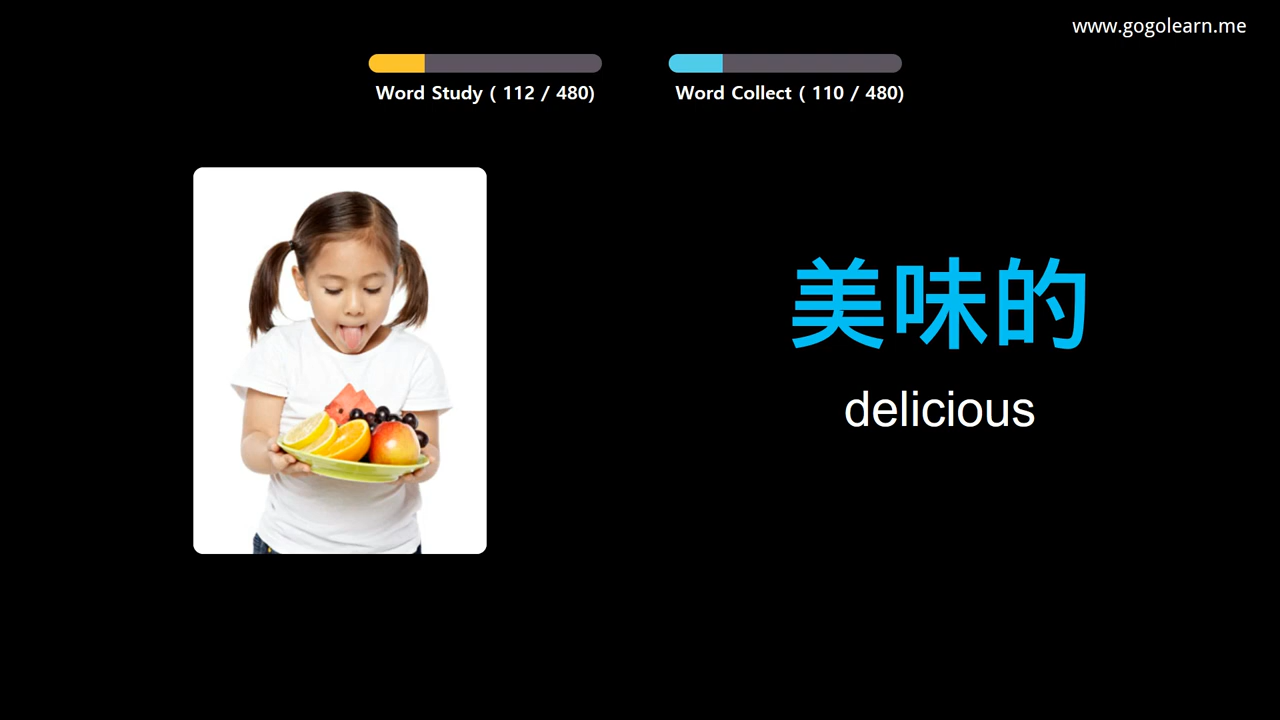 www.gogolearn.me
Word Study ( 112 / 480)
Word Collect ( 110 / 480)
美味的
delicious